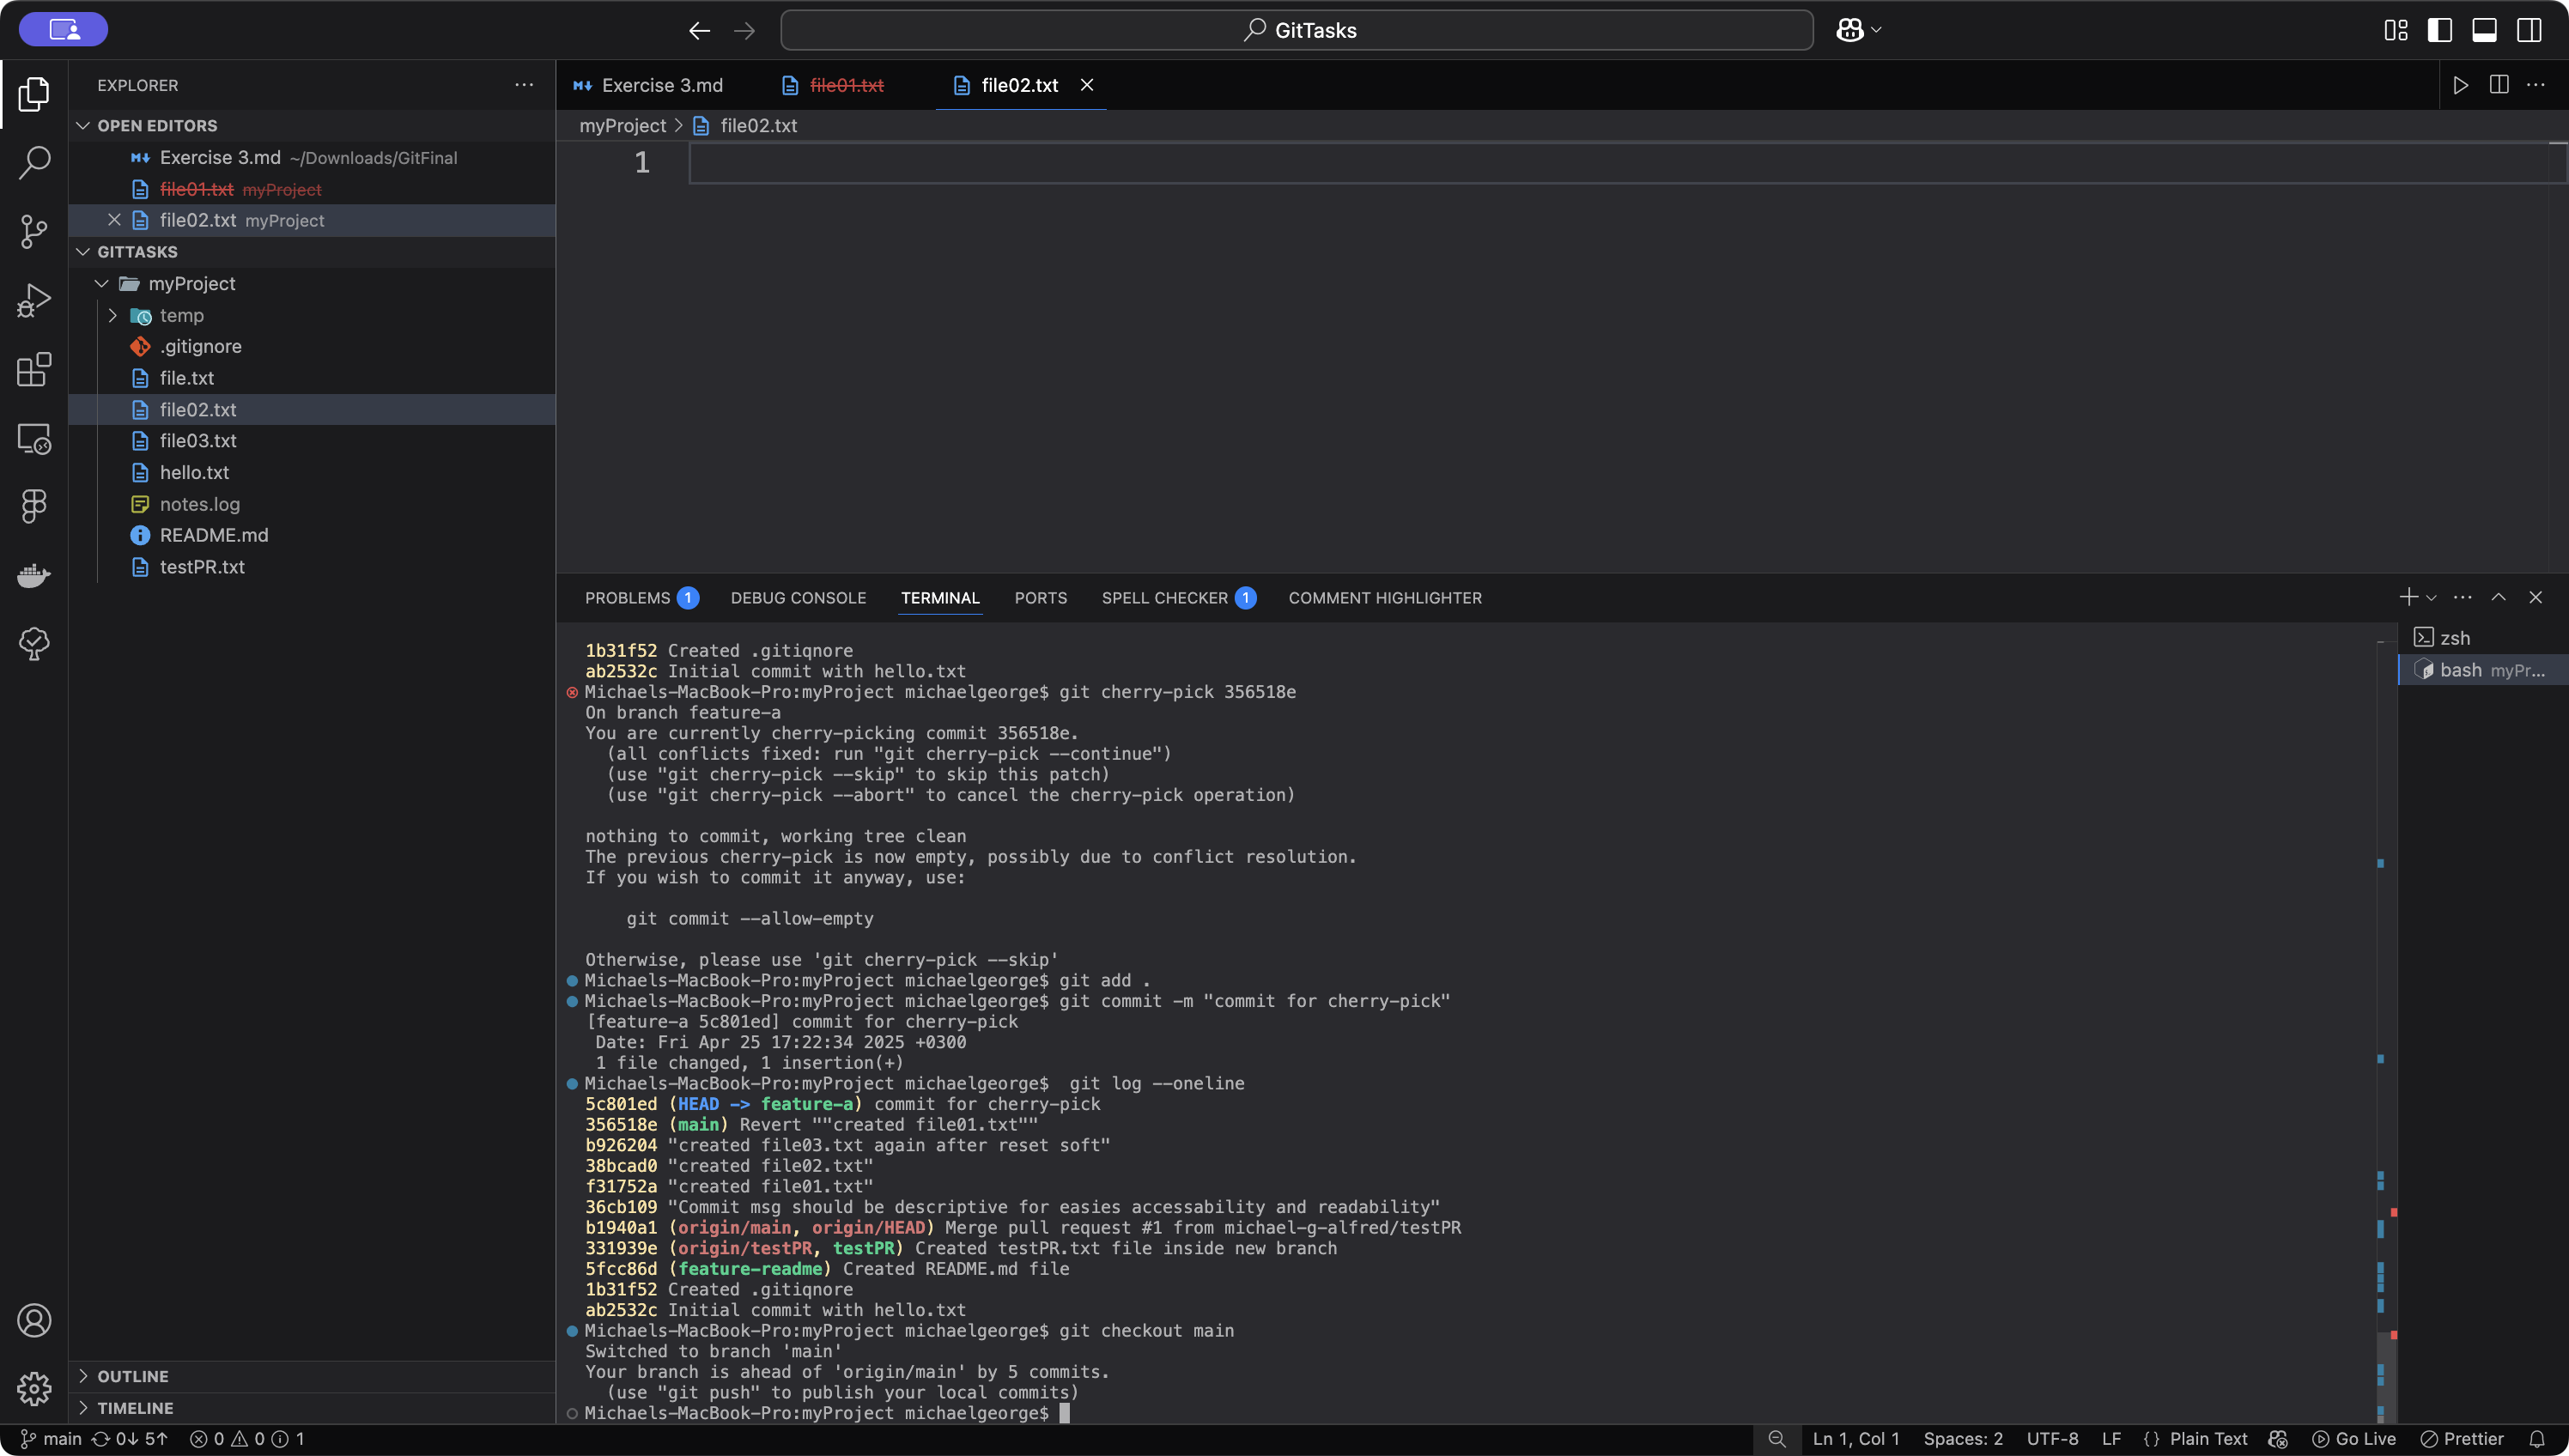 GitTasks
EXPLORER
OPEN EDITORS
Exercise 3.md ~/Downloads/GitFinal
file01.txt myProject
file02.txt myProject
GITTASKS
myProject
temp
.gitignore
file.txt
file02.txt
file03.txt
hello.txt
notes.log
README.md
testPR.txt
OUTLINE
TIMELINE
Exercise 3.md file01.txt file02.txt
myProject > file02.txt
1
PROBLEMS 1 DEBUG CONSOLE TERMINAL PORTS SPELL CHECKER 1 COMMENT HIGHLIGHTER
1b31f52 Created .gitiqnore
ab2532c Initial commit with hello.txt
Michaels-MacBook-Pro:myProject michaelgeorge$ git cherry-pick 356518e
On branch feature-a
You are currently cherry-picking commit 356518e.
(all conflicts fixed: run "git cherry-pick --continue")
(use "git cherry-pick --skip" to skip this patch)
(use "git cherry-pick --abort" to cancel the cherry-pick operation)
nothing to commit, working tree clean
The previous cherry-pick is now empty, possibly due to conflict resolution.
If you wish to commit it anyway, use:
git commit --allow-empty
Otherwise, please use 'git cherry-pick --skip'
Michaels-MacBook-Pro:myProject michaelgeorge$ git add .
Michaels-MacBook-Pro:myProject michaelgeorge$ git commit -m "commit for cherry-pick"
[feature-a 5c801ed] commit for cherry-pick
Date: Fri Apr 25 17:22:34 2025 +0300
1 file changed, 1 insertion(+)
Michaels-MacBook-Pro:myProject michaelgeorge$  git log --oneline
5c801ed (HEAD -> feature-a) commit for cherry-pick
356518e (main) Revert ""created file01.txt""
b926204 "created file03.txt again after reset soft"
38bcad0 "created file02.txt"
f31752a "created file01.txt"
36cb109 "Commit msg should be descriptive for easies accessability and readability"
b1940a1 (origin/main, origin/HEAD) Merge pull request #1 from michael-g-alfred/testPR
331939e (origin/testPR, testPR) Created testPR.txt file inside new branch
5fcc86d (feature-readme) Created README.md file
1b31f52 Created .gitiqnore
ab2532c Initial commit with hello.txt
Michaels-MacBook-Pro:myProject michaelgeorge$ git checkout main
Switched to branch 'main'
Your branch is ahead of 'origin/main' by 5 commits.
(use "git push" to publish your local commits)
Michaels-MacBook-Pro:myProject michaelgeorge$
zsh
bash myPr...
main 0↓ 5↑ 0 0 1 Ln 1, Col 1 Spaces: 2 UTF-8 LF {} Plain Text Go Live Prettier